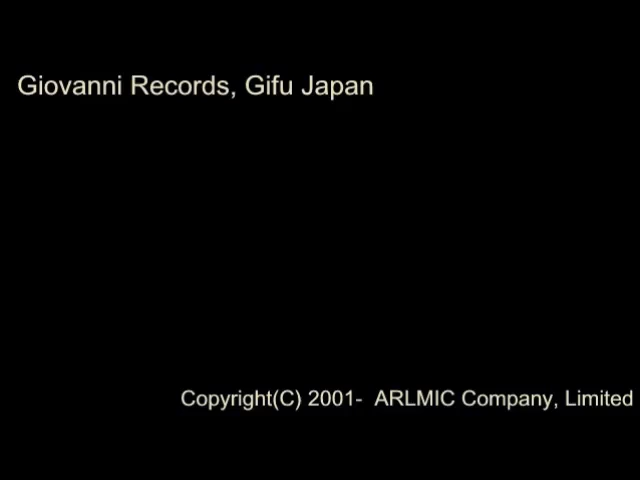 Giovanni Records, Gifu Japan
Copyright(C) 2001-  ARLMIC Company, Limited